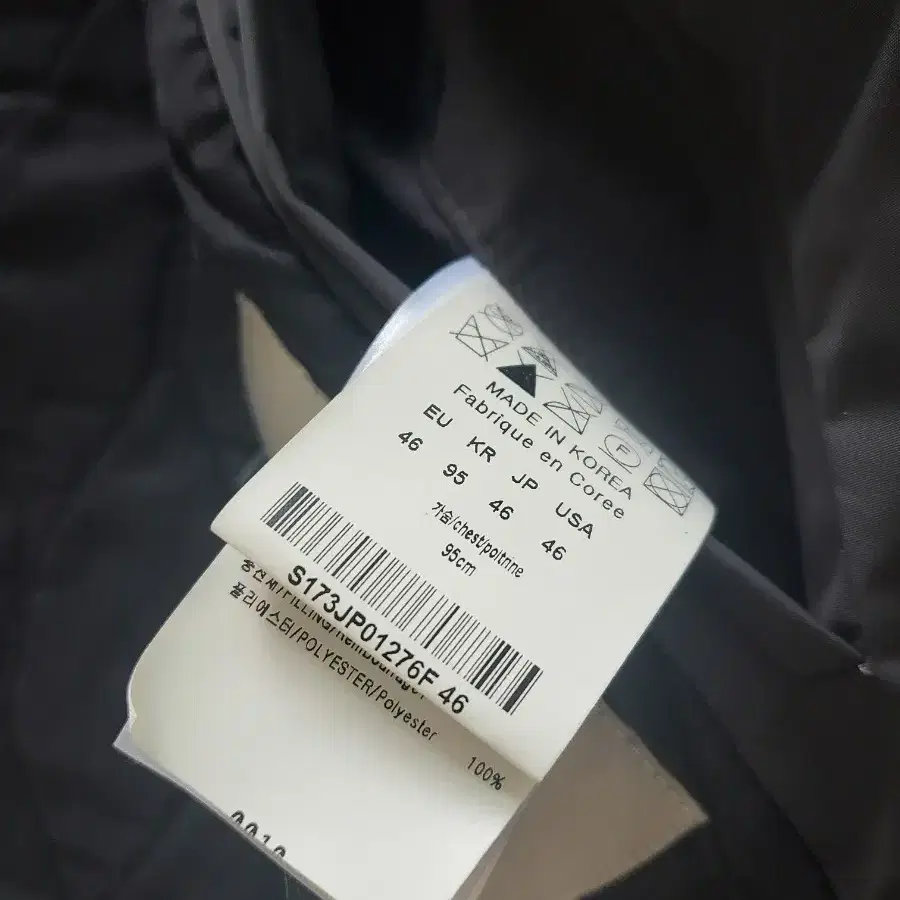 F
MADE IN KOREA
Fabrique en Coree
EU KR JP USA
46 95 46 46
가슴/chest/poitrine
95cm
S173JP01276F 46
폴리에스터/POLYESTER/Polyester
100%